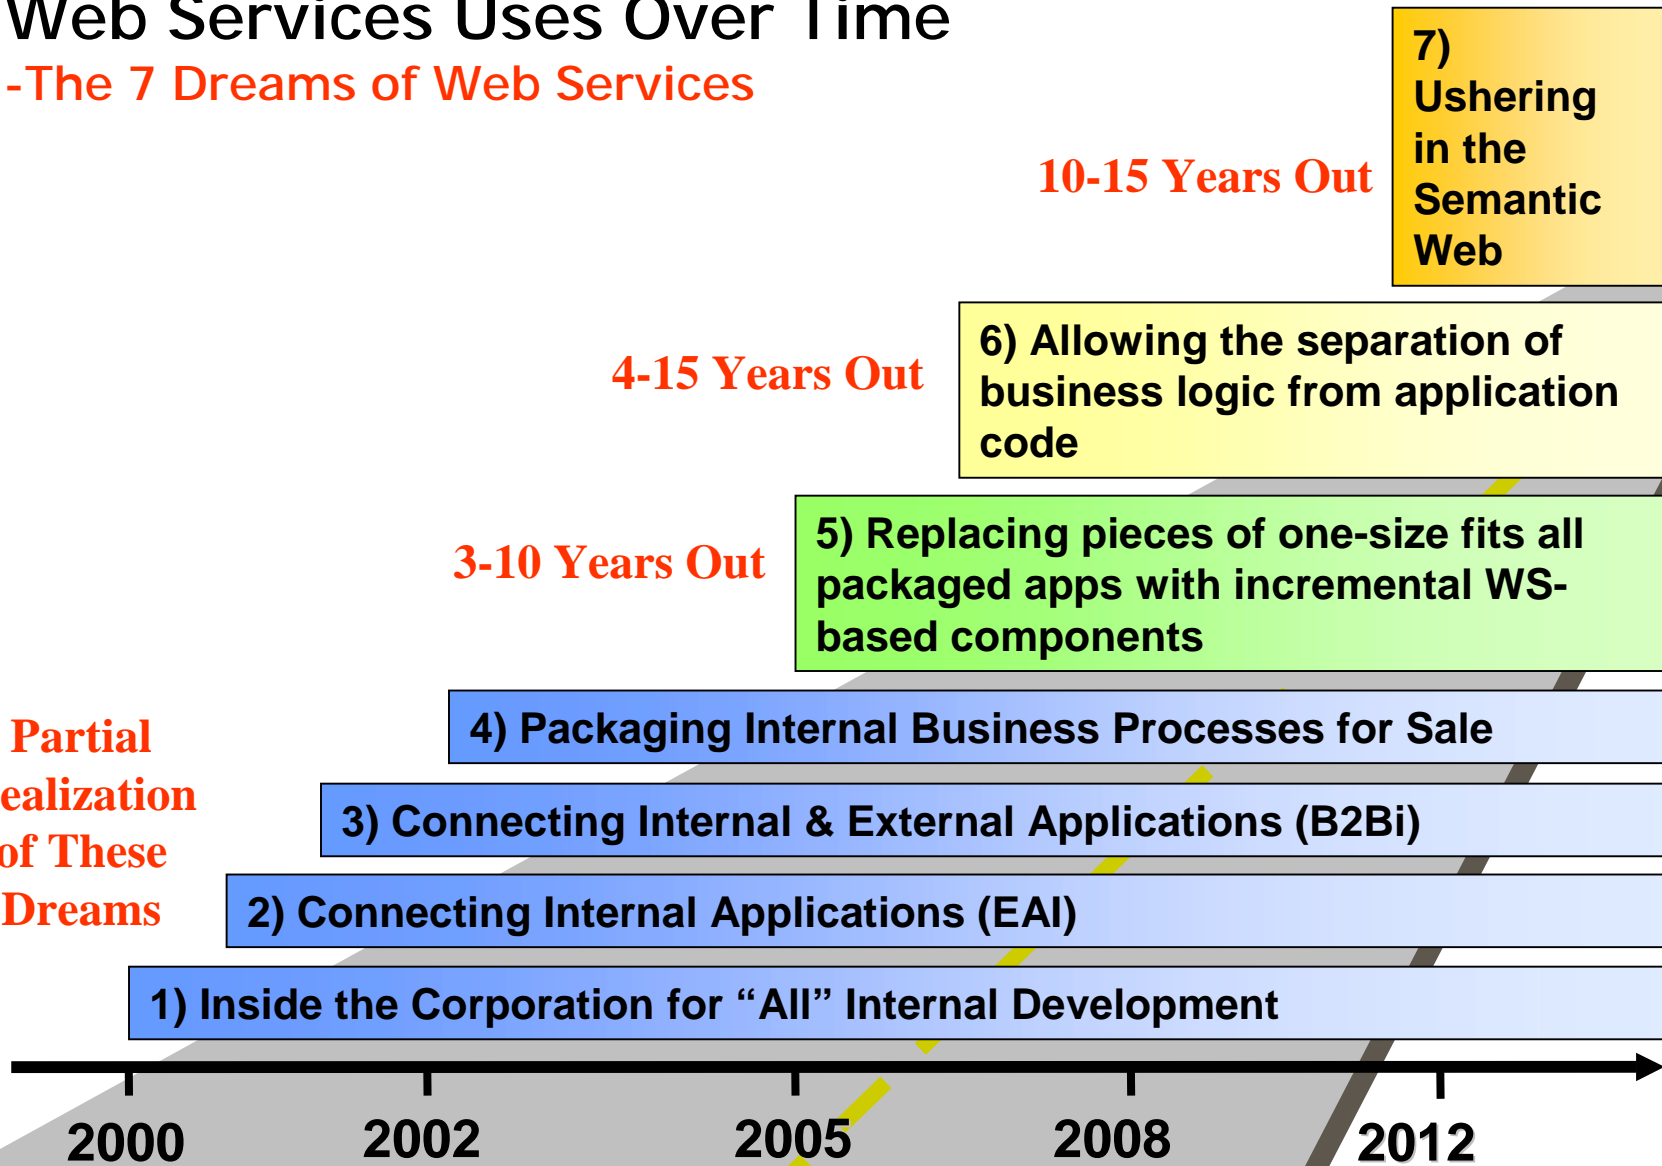 Web Services Uses Over Time
-The 7 Dreams of Web Services
7)
Ushering
in the
Semantic
Web
10-15 Years Out
6) Allowing the separation of
business logic from application
code
4-15 Years Out
5) Replacing pieces of one-size fits all
packaged apps with incremental WS-
based components
3-10 Years Out
4) Packaging Internal Business Processes for Sale
Partial
ealization
of These
Dreams
3) Connecting Internal & External Applications (B2Bi)
2) Connecting Internal Applications (EAI)
1) Inside the Corporation for “All” Internal Development
2000 2002 2005 2008 2012